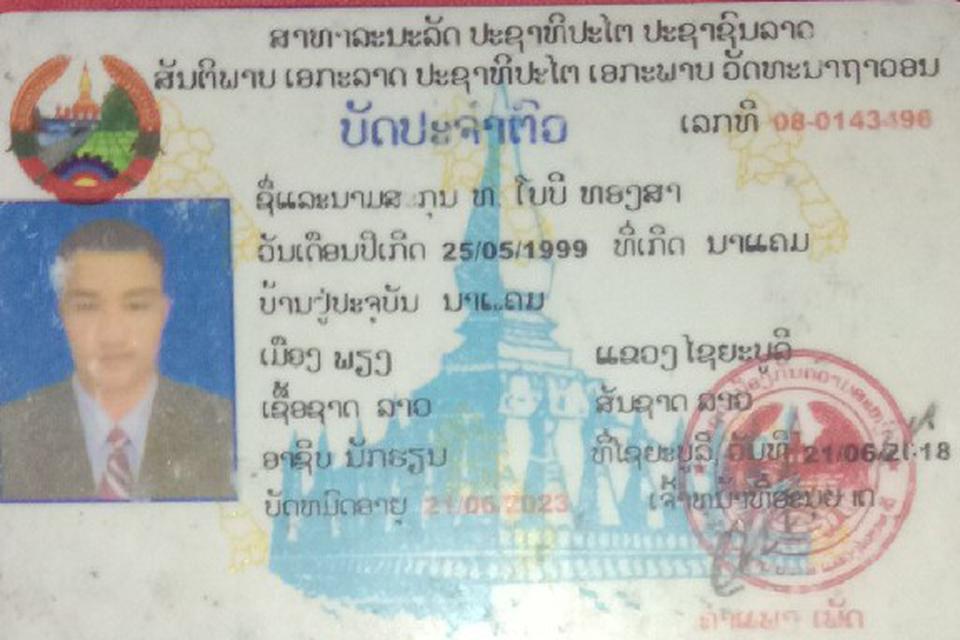 ສາທາລະນະລັດ ປະຊາທິປະໄຕ ປະຊາຊົນລາວ
ສັນຕິພາບ ເອກະລາດ ປະຊາທິປະໄຕ ເອກະພາບ ວັດທະນາຖາວອນ
ບັດປະຈຳຕົວ
ເລກທີ 08-0143496
ຊື່ແລະນາມສະກຸນ ທ. ໂນບີ ທອງສາ
ວັນເດືອນປີເກີດ 25/05/1999 ທີ່ເກີດ ນາແຄມ
ບ້ານຢູ່ປະຈຸບັນ ນາແຄມ
ເມືອງ ພຽງ ແຂວງ ໄຊຍະບູລີ
ເຊື້ອຊາດ ລາວ ສັນຊາດ ລາວ
ອາຊີບ ນັກຮຽນ ທີ່ໄຊຍະບູລີ ວັນທີ 21/06/2018
ບັດຫມົດອາຍຸ 21/06/2023 ເຈົ້າຫນ້າທີ່ອະນຸຍາດ